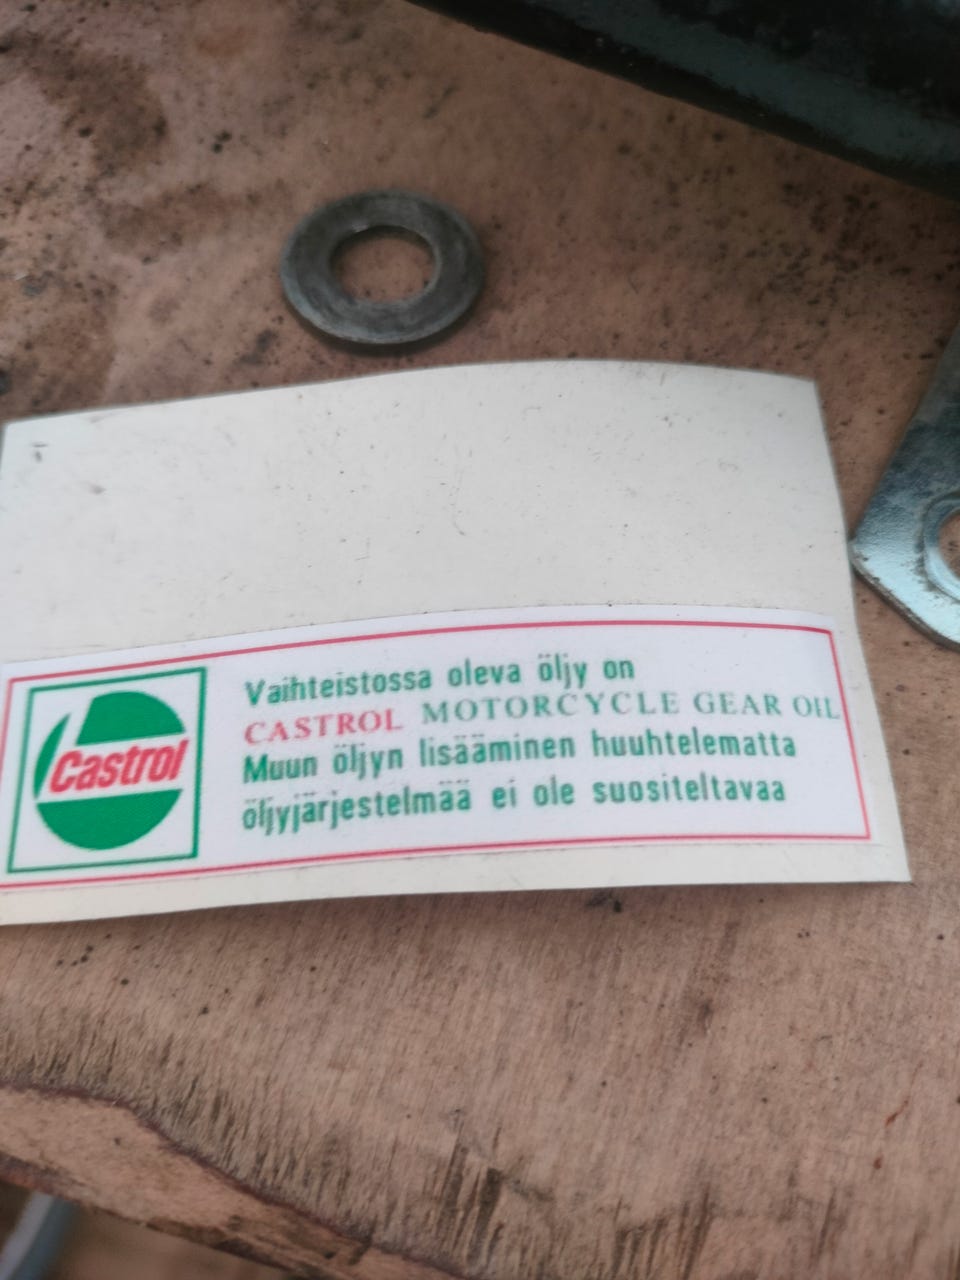 Castrol
Vaihteistossa oleva öljy on
CASTROL MOTORCYCLE GEAR OIL
Muun öljyn lisääminen huuhtelematta
öljyjärjestelmää ei ole suositeltavaa